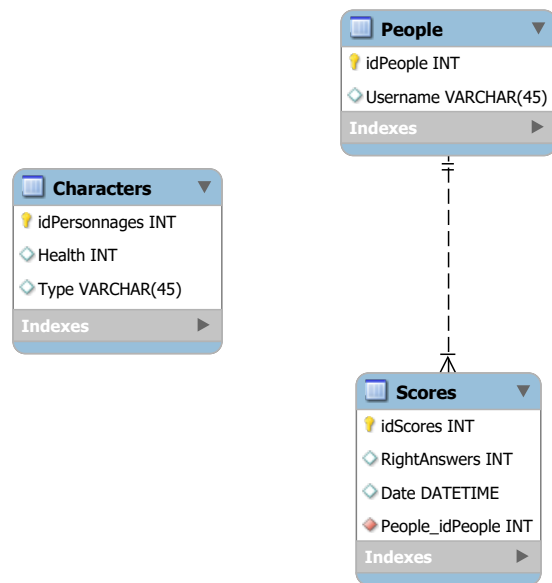 People
idPeople INT
Username VARCHAR(45)
Indexes
Characters
idPersonnages INT
Health INT
Type VARCHAR(45)
Indexes
Scores
idScores INT
RightAnswers INT
Date DATETIME
People_idPeople INT
Indexes